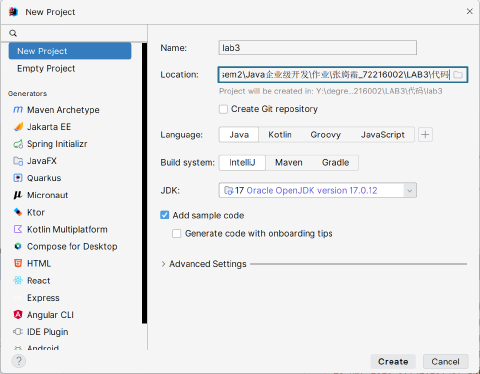 New Project
New Project
Empty Project
Generators
Maven Archetype
Jakarta EE
Spring Initializr
JavaFX
Quarkus
Micronaut
Ktor
Kotlin Multiplatform
Compose for Desktop
HTML
React
Express
Angular CLI
IDE Plugin
Android
Name: lab3
Location: sem2\Java企业级开发\作业\张旖霜_72216002\LAB3\代码
Project will be created in: Y:\degre...216002\LAB3\代码\lab3
Create Git repository
Language: Java Kotlin Groovy JavaScript +
Build system: IntelliJ Maven Gradle
JDK: 17 Oracle OpenJDK version 17.0.12
Add sample code
Generate code with onboarding tips
Advanced Settings
? Create Cancel